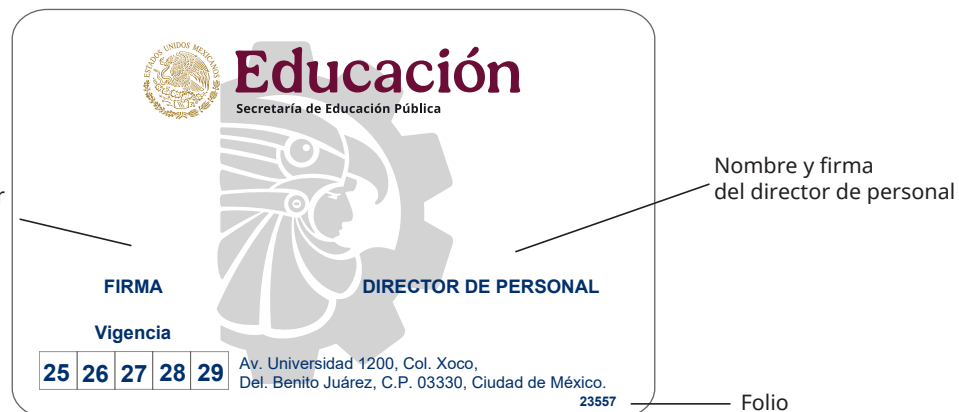 ESTADOS UNIDOS MEXICANOS
Educación
Secretaría de Educación Pública
Nombre y firma
del director de personal
r
FIRMA
DIRECTOR DE PERSONAL
Vigencia
25 26 27 28 29
Av. Universidad 1200, Col. Xoco,
Del. Benito Juárez, C.P. 03330, Ciudad de México.
23557
Folio